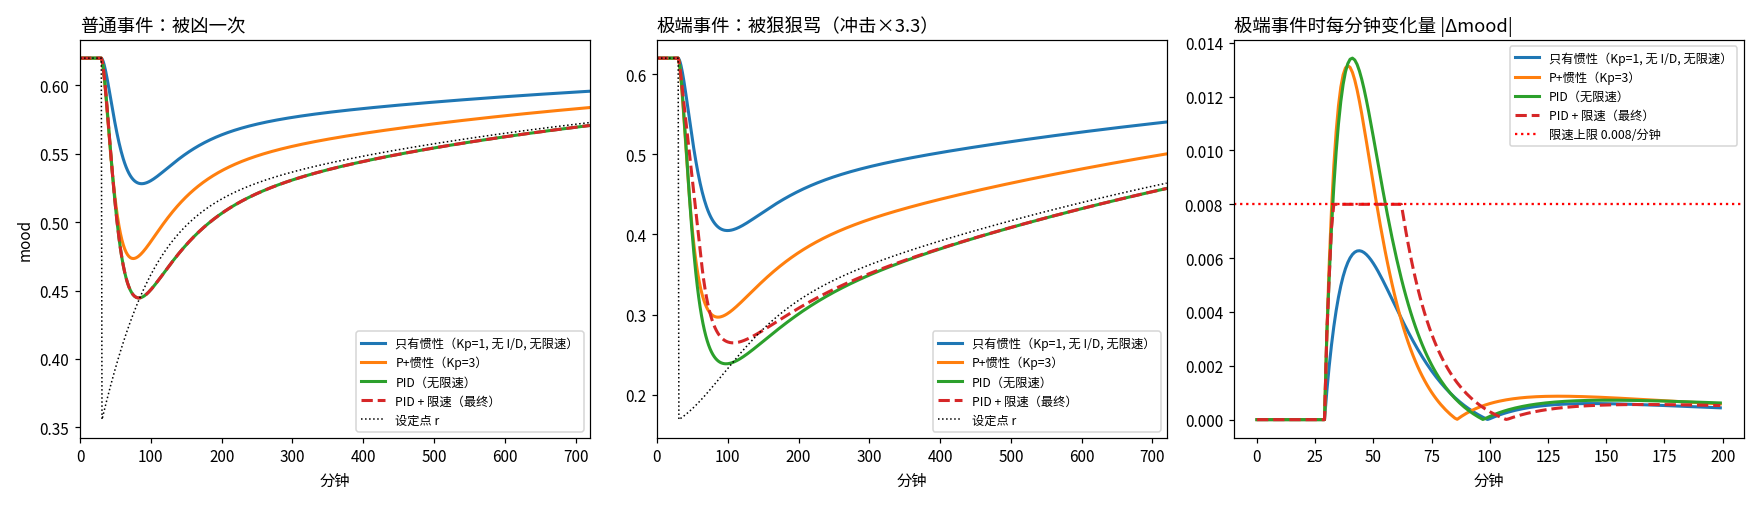 普通事件：被凶一次
mood
0.60
0.55
0.50
0.45
0.40
0.35
0
100
200
300
400
500
600
700
分钟
只有惯性（Kp=1, 无 I/D, 无限速）
P+惯性（Kp=3）
PID（无限速）
PID + 限速（最终）
设定点 r
极端事件：被狠狠骂（冲击×3.3）
0.6
0.5
0.4
0.3
0.2
0
100
200
300
400
500
600
700
分钟
只有惯性（Kp=1, 无 I/D, 无限速）
P+惯性（Kp=3）
PID（无限速）
PID + 限速（最终）
设定点 r
极端事件时每分钟变化量 |Δmood|
0.014
0.012
0.010
0.008
0.006
0.004
0.002
0.000
0
25
50
75
100
125
150
175
200
分钟
只有惯性（Kp=1, 无 I/D, 无限速）
P+惯性（Kp=3）
PID（无限速）
PID + 限速（最终）
限速上限 0.008/分钟